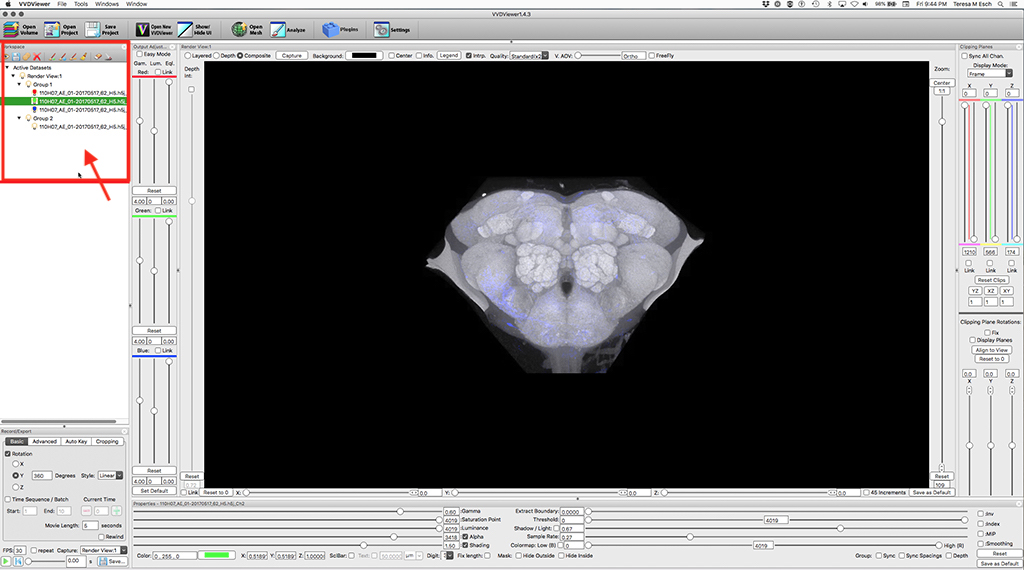 VVDViewer File Tools Windows Window 98% Fri 9:44 PM Teresa M Esch
VVDViewer1.4.3
Open Volume Open Project Save Project Open New VVDViewer Show/Hide UI Open Mesh Analyze Plugins Settings
Workspace
Output Adjust...
Render View:1
Clipping Planes
Easy Mode
Layered Depth Composite Capture Background: Center Info. Legend Intrp. Quality: Standard(x2) V. AOV: Ortho FreeFly
Sync All Chan.
Gam. Lum. Eql.
Depth Int:
Zoom:
Display Mode:
Frame
Red: Link
Active Datasets
Render View:1
Group 1
110H07_AE_01-20170517_62_H5.h5j_
110H07_AE_01-20170517_62_H5.h5j_
110H07_AE_01-20170517_62_H5.h5j_
Group 2
110H07_AE_01-20170517_62_H5.h5j_
Center
1:1
X Y Z
0 0 0
Reset
4.00 0 0.00
Green: Link
1210 566 174
Link Link Link
Reset Clips
YZ XZ XY
1 1 1
Clipping Plane Rotations:
Fix
Display Planes
Align to View
Reset to 0
0.0 0.0 0.0
X Y Z
Reset
4.00 0 0.00
Blue: Link
Record/Export
Basic Advanced Auto Key Cropping
Rotation
X
Y 360 Degrees Style: Linear
Z
Time Sequence / Batch Current Time
Start: 1 End: 10 0
Movie Length: 5 seconds
Rewind
FPS: 30 repeat Capture: Render View:1
0.00 s Save...
Reset
4.00 0 0.00
Set Default
Reset
Link Reset to 0 X: 0.0 Y: 0.0 Z: 0.0 45 Increments
Reset
109
Save as Default
Properties - 110H07_AE_01-20170517_62_H5.h5j_Ch2
0.60 :Gamma Extract Boundary: 0.0000
4019 :Saturation Point Threshold: 0 4019
4019 :Luminance Shadow / Light: 0.67
3418 :Alpha Sample Rate: 0.27
1.50 :Shading Colormap: Low (B) 0 4019 High (R)
Color: 0 , 255 , 0 X: 0.5189 Y: 0.5189 Z: 1.0000 SclBar: Text: 50.000 um Digit: Fix length: Mask: Hide Outside Hide Inside Group: Sync Sync Spacings Depth
:Inv
:Index
:MIP
:Smoothing
Reset
Save as Default